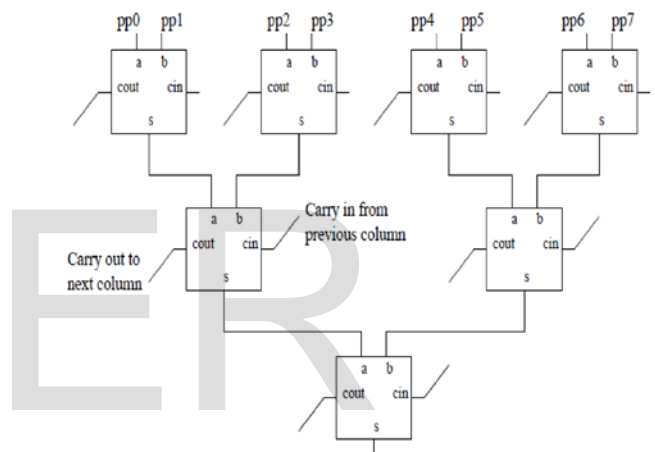 pp0 pp1 pp2 pp3 pp4 pp5 pp6 pp7
a b a b a b a b
cout cin cout cin cout cin cout cin
s s s s
a b Carry in from a b
previous column
cout cin cout cin
Carry out to
next column
s s
a b
cout cin
s
ER